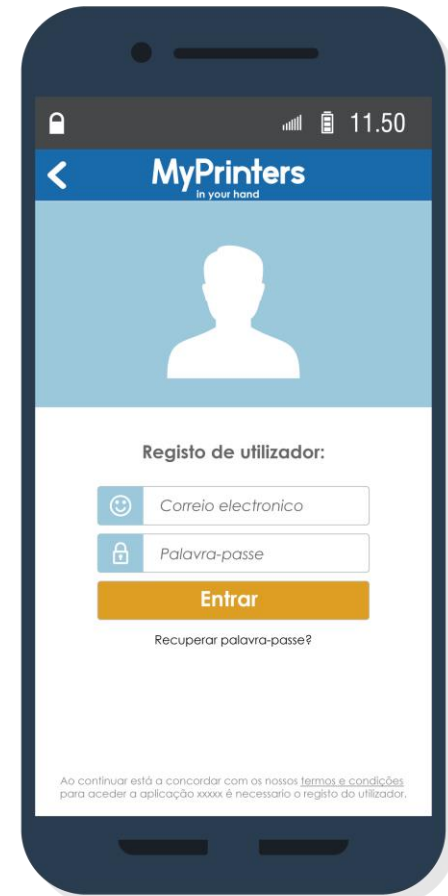 11.50
MyPrinters
in your hand
Registo de utilizador:
Correio electronico
Palavra-passe
Entrar
Recuperar palavra-passe?
Ao continuar está a concordar com os nossos termos e condições
para aceder a aplicação xxxxx é necessario o registo do utilizador.